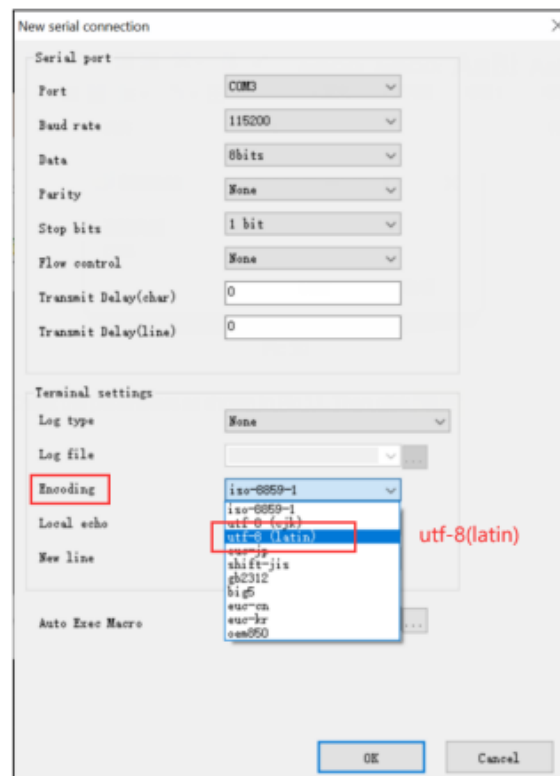 New serial connection
Serial port
Port COM3
Baud rate 115200
Data 8bits
Parity None
Stop bits 1 bit
Flow control None
Transmit Delay(char) 0
Transmit Delay(line) 0
Terminal settings
Log type None
Log file ...
Encoding iso-8859-1
iso-8859-1
utf-8 (cjk)
utf-8 (latin) utf-8(latin)
Local echo
euc-jp
shift-jis
New line
gb2312
big5
euc-cn
euc-kr
Auto Exec Macro ...
oem850
OK Cancel